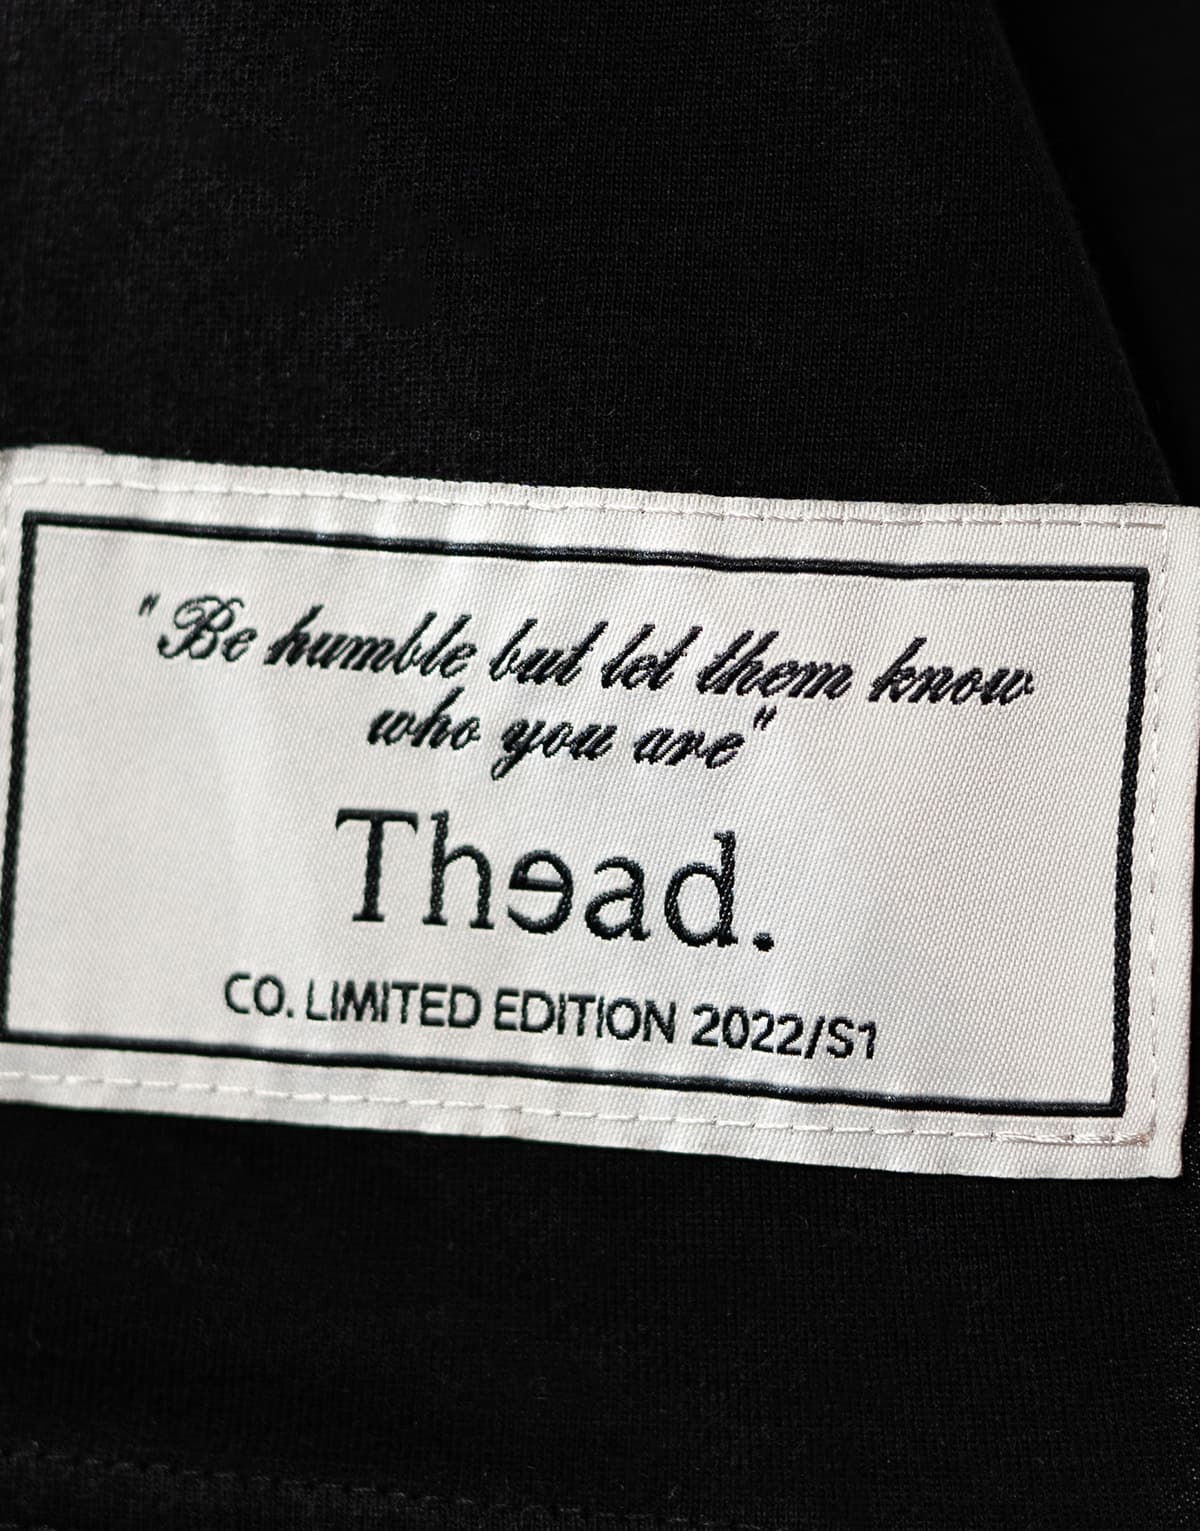 "Be humble but let them know
who you are"
Thead.
CO. LIMITED EDITION 2022/S1